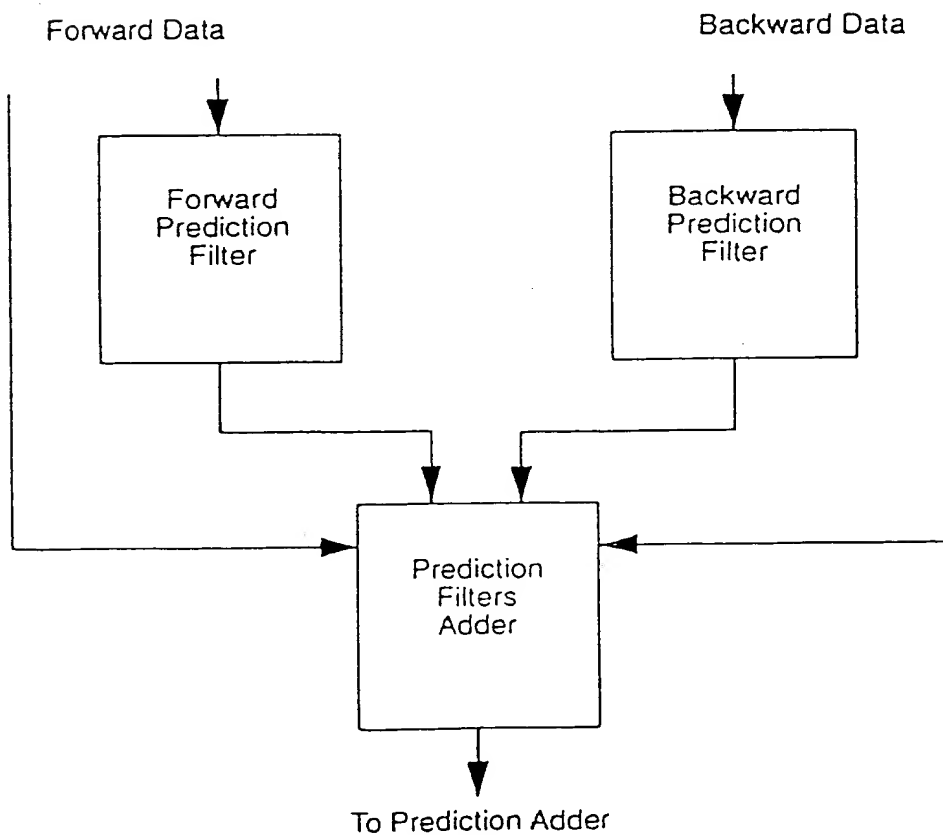 Forward Data
Backward Data
Forward
Prediction
Filter
Backward
Prediction
Filter
Prediction
Filters
Adder
To Prediction Adder